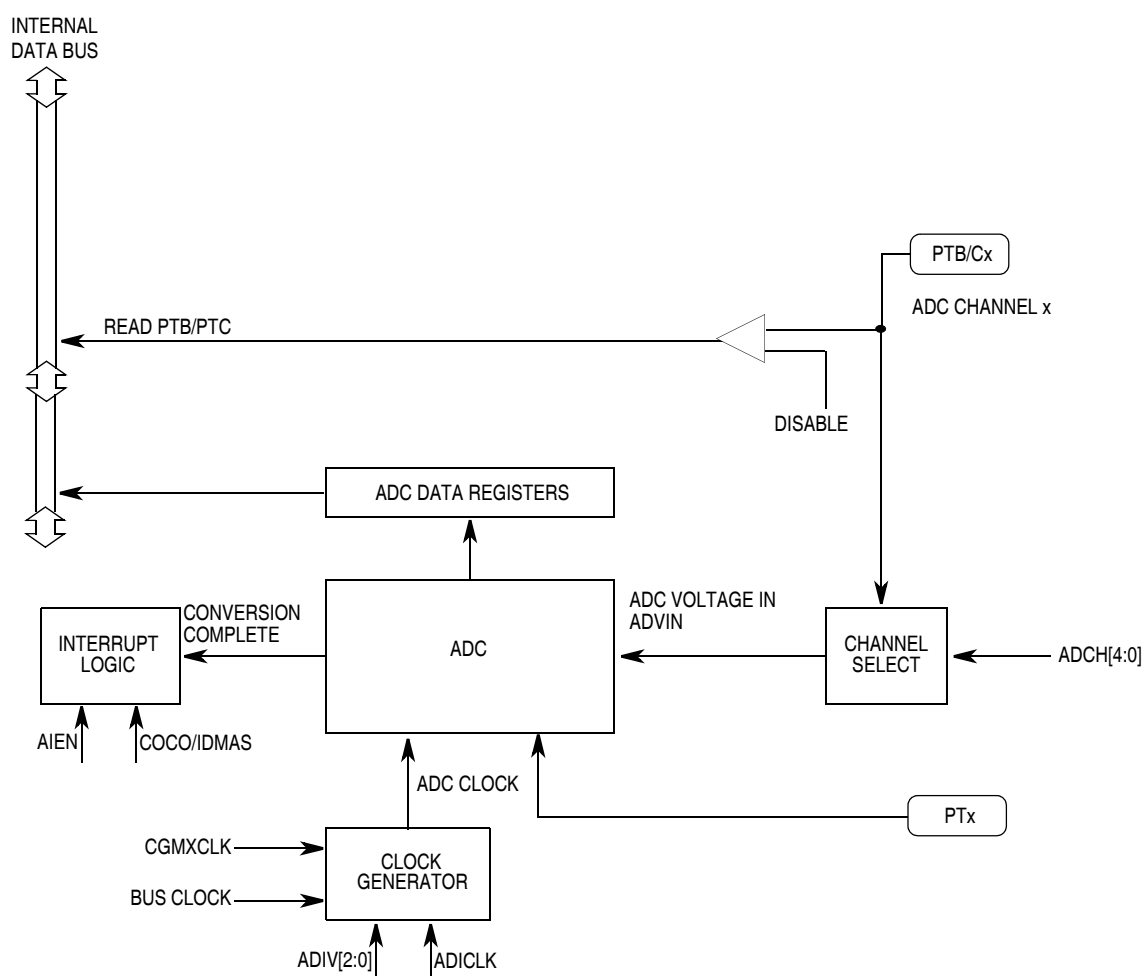 INTERNAL
DATA BUS
PTB/Cx
ADC CHANNEL x
READ PTB/PTC
DISABLE
ADC DATA REGISTERS
CONVERSION
COMPLETE
INTERRUPT
LOGIC
ADC
ADC VOLTAGE IN
ADVIN
CHANNEL
SELECT
ADCH[4:0]
AIEN
COCO/IDMAS
ADC CLOCK
PTx
CGMXCLK
BUS CLOCK
CLOCK
GENERATOR
ADIV[2:0]
ADICLK